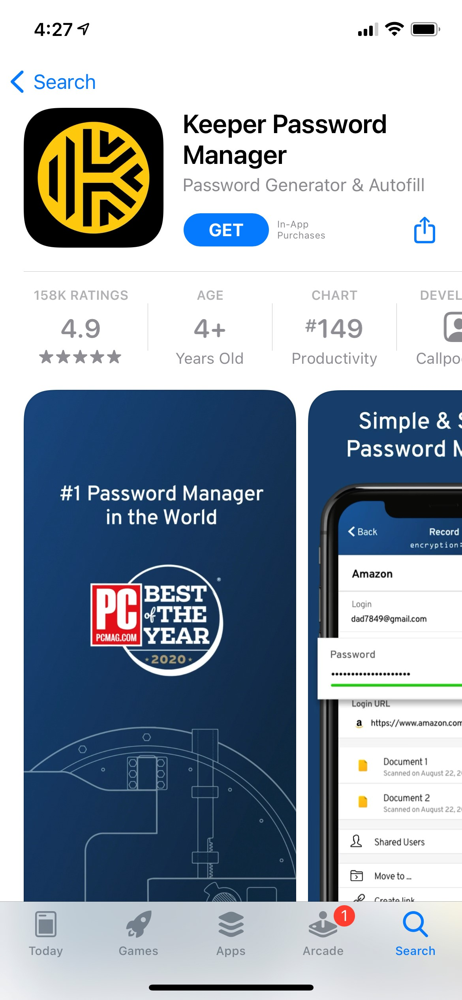 4:27
Search
Keeper Password
Manager
Password Generator & Autofill
GET
In-App
Purchases
158K RATINGS
4.9
★★★★★
AGE
4+
Years Old
CHART
#149
Productivity
DEVEL
Callpo
#1 Password Manager
in the World
PC
PCMAG.COM
BEST
of THE
YEAR
2020
®
Simple &
Password M
Back
Record
encryption:
Amazon
Login
dad7849@gmail.com
Password
••••••••••••••••••••
Login URL
a https://www.amazon.com
Document 1
Scanned on August 22, 2
Document 2
Scanned on August 22, 2
Shared Users
Move to ...
Create link
Today
Games
Apps
Arcade
1
Search